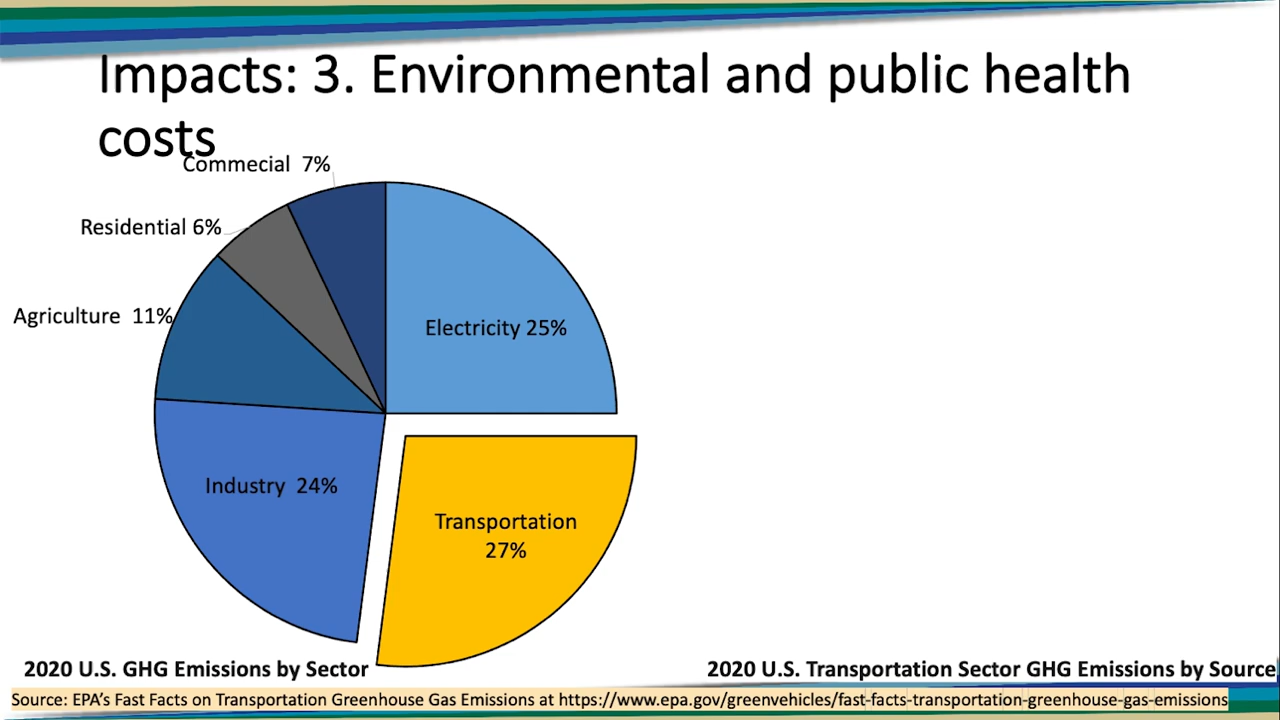 Impacts: 3. Environmental and public health
costs
Commecial 7%
Residential 6%
Agriculture 11%
Electricity 25%
Industry 24%
Transportation
27%
2020 U.S. GHG Emissions by Sector
2020 U.S. Transportation Sector GHG Emissions by Source
Source: EPA’s Fast Facts on Transportation Greenhouse Gas Emissions at https://www.epa.gov/greenvehicles/fast-facts-transportation-greenhouse-gas-emissions